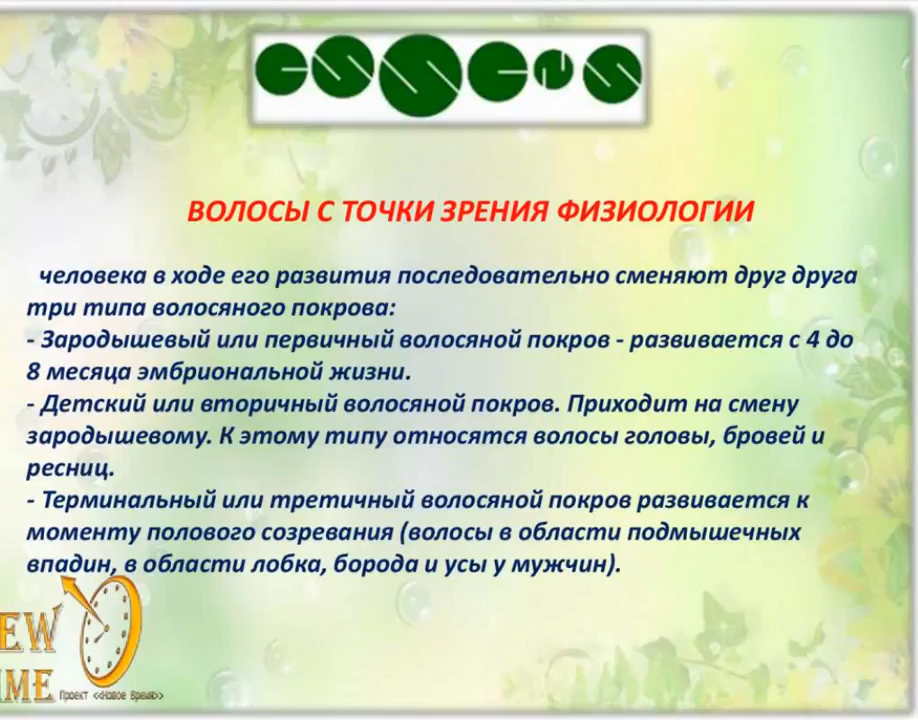 essens
ВОЛОСЫ С ТОЧКИ ЗРЕНИЯ ФИЗИОЛОГИИ
человека в ходе его развития последовательно сменяют друг друга
три типа волосяного покрова:
- Зародышевый или первичный волосяной покров - развивается с 4 до
8 месяца эмбриональной жизни.
- Детский или вторичный волосяной покров. Приходит на смену
зародышевому. К этому типу относятся волосы головы, бровей и
ресниц.
- Терминальный или третичный волосяной покров развивается к
моменту полового созревания (волосы в области подмышечных
впадин, в области лобка, борода и усы у мужчин).
EW
IME
Проект <<Новое Время>>